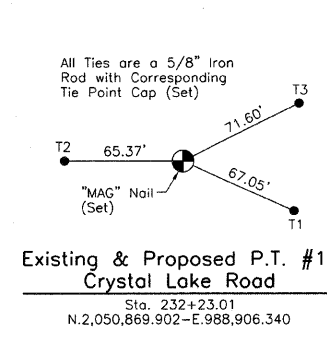 All Ties are a 5/8" Iron
Rod with Corresponding
Tie Point Cap (Set)
T3
71.60'
T2
65.37'
67.05'
"MAG" Nail
(Set)
T1
Existing & Proposed P.T. #1
Crystal Lake Road
Sta. 232+23.01
N.2,050,869.902-E.988,906.340